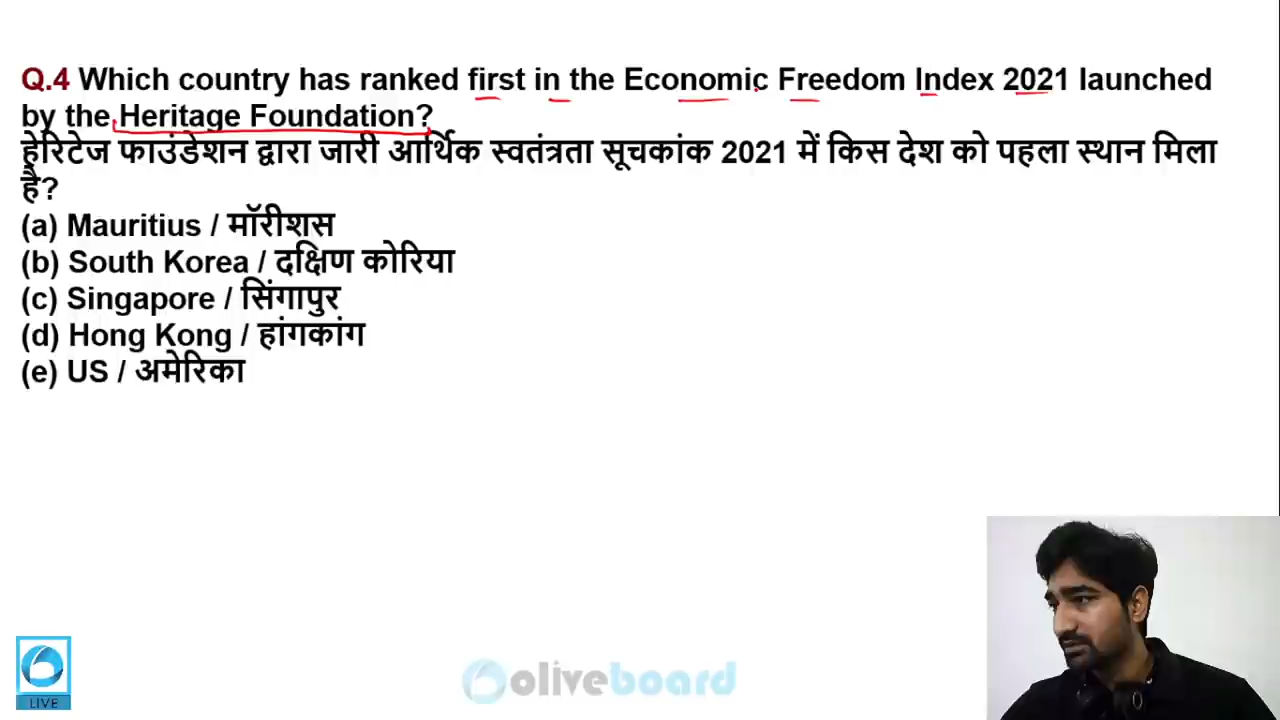 Q.4 Which country has ranked first in the Economic Freedom Index 2021 launched
by the Heritage Foundation?
हेरिटेज फाउंडेशन द्वारा जारी आर्थिक स्वतंत्रता सूचकांक 2021 में किस देश को पहला स्थान मिला
है?
(a) Mauritius / मॉरीशस
(b) South Korea / दक्षिण कोरिया
(c) Singapore / सिंगापुर
(d) Hong Kong / हांगकांग
(e) US / अमेरिका
LIVE
oliveboard